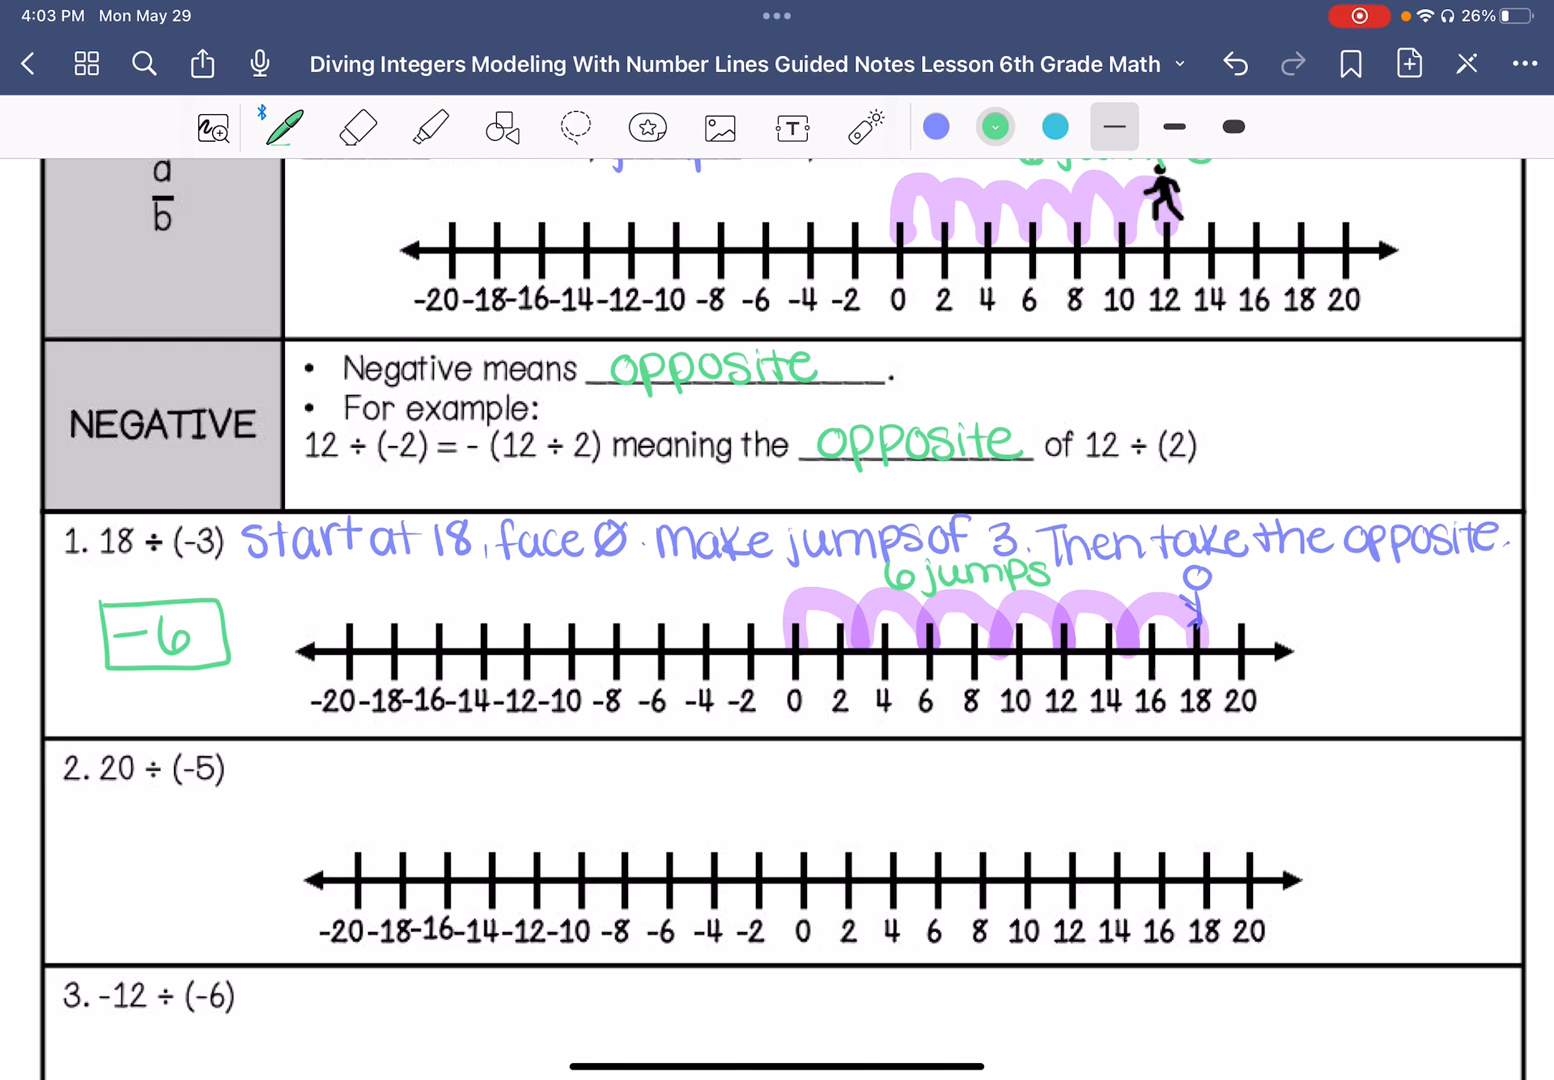 4:03 PM Mon May 29
26%
Diving Integers Modeling With Number Lines Guided Notes Lesson 6th Grade Math
T
a
b
-20 -18 -16 -14 -12 -10 -8 -6 -4 -2 0 2 4 6 8 10 12 14 16 18 20
• Negative means opposite.
• For example:
NEGATIVE
12 ÷ (-2) = - (12 ÷ 2) meaning the opposite of 12 ÷ (2)
1. 18 ÷ (-3) Start at 18, face 0. Make jumps of 3. Then take the opposite.
6 jumps
-6
-20 -18 -16 -14 -12 -10 -8 -6 -4 -2 0 2 4 6 8 10 12 14 16 18 20
2. 20 ÷ (-5)
-20 -18 -16 -14 -12 -10 -8 -6 -4 -2 0 2 4 6 8 10 12 14 16 18 20
3. -12 ÷ (-6)